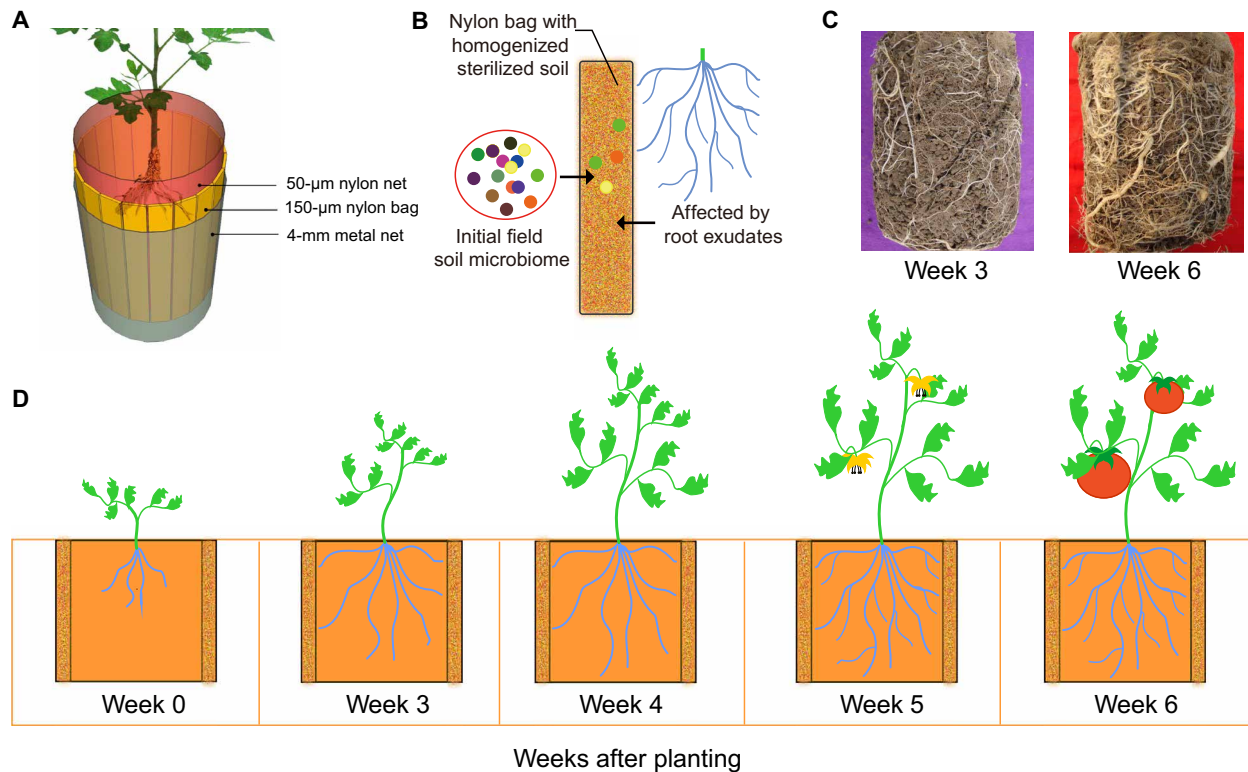 A
50-μm nylon net
150-μm nylon bag
4-mm metal net
B
Nylon bag with
homogenized
sterilized soil
Initial field
soil microbiome
Affected by
root exudates
C
Week 3
Week 6
D
Week 0
Week 3
Week 4
Week 5
Week 6
Weeks after planting